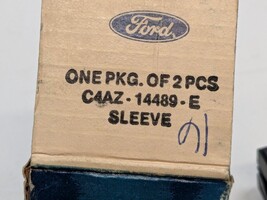 Ford
ONE PKG. OF 2 PCS
C4AZ-14489-E
SLEEVE